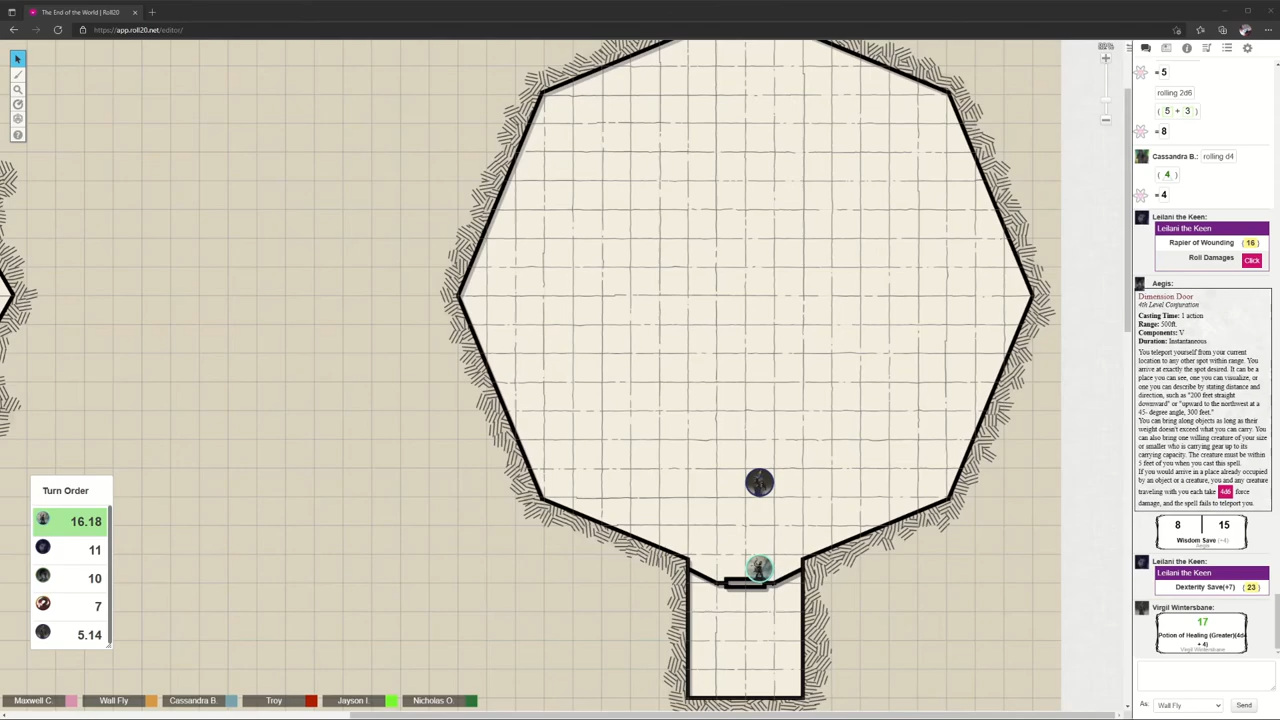 The End of the World | Roll20
https://app.roll20.net/editor/
= 5
rolling 2d6
( 5 + 3 )
= 8
Cassandra B.: rolling d4
( 4 )
= 4
Leilani the Keen:
Leilani the Keen
Rapier of Wounding ( 16 )
Roll Damages Click
Aegis:
Dimension Door
4th Level Conjuration
Casting Time: 1 action
Range: 500ft.
Components: V
Duration: Instantaneous
You teleport yourself from your current
location to any other spot within range. You
arrive at exactly the spot desired. It can be a
place you can see, one you can visualize, or
one you can describe by stating distance and
direction, such as "200 feet straight
downward" or "upward to the northwest at a
45- degree angle, 300 feet."
You can bring along objects as long as their
weight doesn't exceed what you can carry. You
can also bring one willing creature of your size
or smaller who is carrying gear up to its
carrying capacity. The creature must be within
5 feet of you when you cast this spell.
If you would arrive in a place already occupied
by an object or a creature, you and any creature
traveling with you each take 4d6 force
damage, and the spell fails to teleport you.
8 15
Wisdom Save (+4)
Aegis
Leilani the Keen:
Leilani the Keen
Dexterity Save(+7) ( 23 )
Virgil Wintersbane:
17
Potion of Healing (Greater)(4d4
+ 4)
Virgil Wintersbane
As: Wall Fly Send
Turn Order
16.18
11
10
7
5.14
Maxwell C. Wall Fly Cassandra B. Troy Jayson I. Nicholas O.